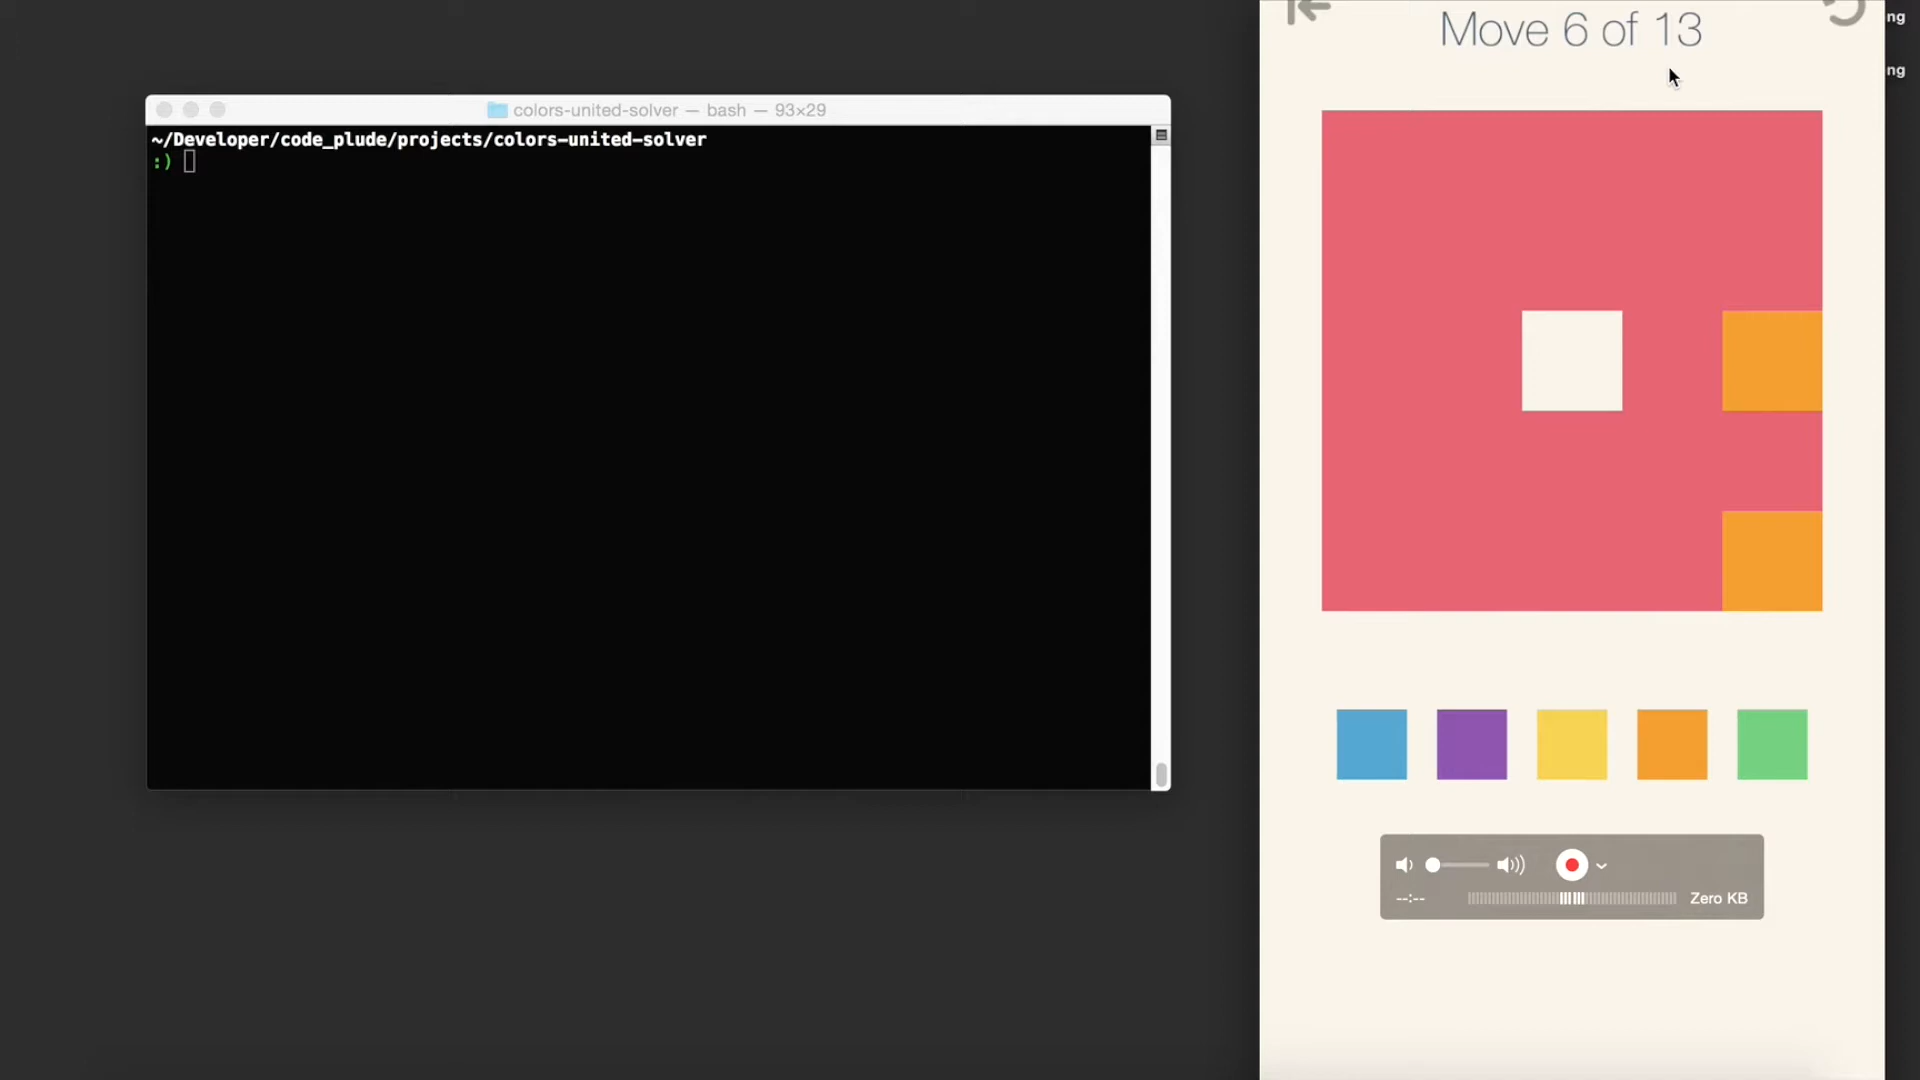 colors-united-solver — bash — 93×29
~/Developer/code_plude/projects/colors-united-solver
:)
Move 6 of 13
ng
ng
--:--
Zero KB